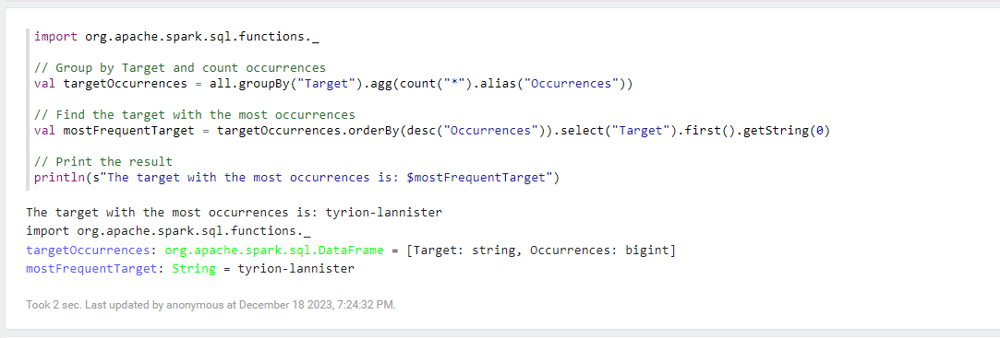 import org.apache.spark.sql.functions._
// Group by Target and count occurrences
val targetOccurrences = all.groupBy("Target").agg(count("*").alias("Occurrences"))
// Find the target with the most occurrences
val mostFrequentTarget = targetOccurrences.orderBy(desc("Occurrences")).select("Target").first().getString(0)
// Print the result
println(s"The target with the most occurrences is: $mostFrequentTarget")
The target with the most occurrences is: tyrion-lannister
import org.apache.spark.sql.functions._
targetOccurrences: org.apache.spark.sql.DataFrame = [Target: string, Occurrences: bigint]
mostFrequentTarget: String = tyrion-lannister
Took 2 sec. Last updated by anonymous at December 18 2023, 7:24:32 PM.